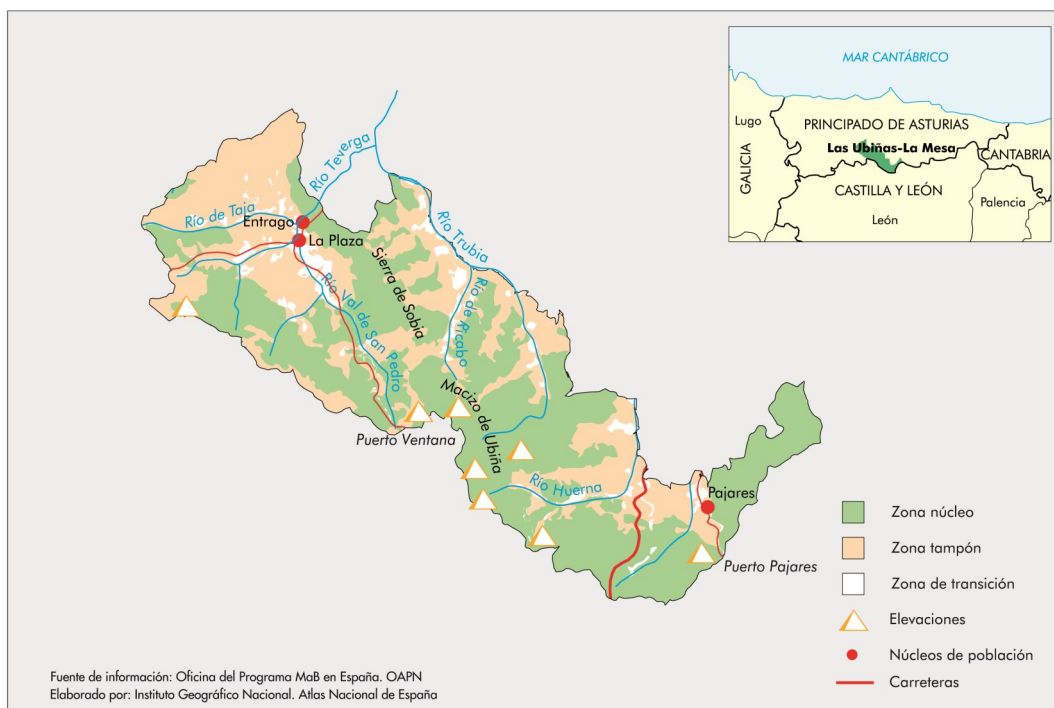 MAR CANTÁBRICO
Lugo
PRINCIPADO DE ASTURIAS
Las Ubiñas-La Mesa
CANTABRIA
GALICIA
CASTILLA Y LEÓN
León
Palencia
Río Teverga
Río de Taja
Entrago
La Plaza
Río Trubia
Sierra de Sobia
Río Val de San Pedro
Río de Ricabo
Macizo de Ubiña
Puerto Ventana
Río Huerna
Pajares
Puerto Pajares
Zona núcleo
Zona tampón
Zona de transición
Elevaciones
Núcleos de población
Carreteras
Fuente de información: Oficina del Programa MaB en España. OAPN
Elaborado por: Instituto Geográfico Nacional. Atlas Nacional de España